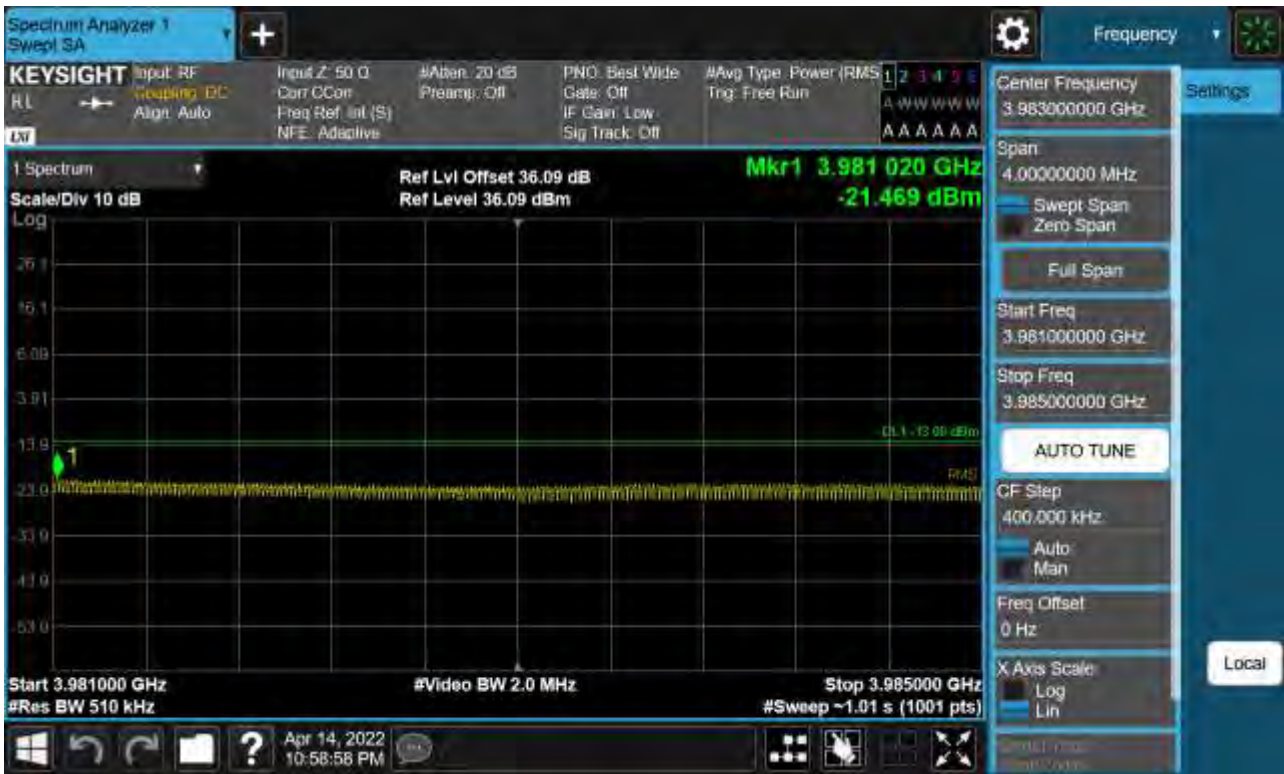 Spectrum Analyzer 1
Swept SA
Frequency
KEYSIGHT
RL
LXI
Input: RF
Coupling: DC
Align: Auto
Input Z: 50 Ω
Corr CCorr
Freq Ref: Int (S)
NFE: Adaptive
#Atten: 20 dB
Preamp: Off
PNO: Best Wide
Gate: Off
IF Gain: Low
Sig Track: Off
#Avg Type: Power (RMS
Trig: Free Run
1 2 3 4 5 6
A W W W W W
A A A A A A
1 Spectrum
Scale/Div 10 dB
Log
Ref Lvl Offset 36.09 dB
Ref Level 36.09 dBm
Mkr1 3.981 020 GHz
-21.469 dBm
26.1
16.1
6.09
-3.91
-13.9
-23.9
-33.9
-43.9
-53.9
DL1 -13.00 dBm
1
RMS
Start 3.981000 GHz
#Res BW 510 kHz
#Video BW 2.0 MHz
Stop 3.985000 GHz
#Sweep ~1.01 s (1001 pts)
Center Frequency
3.983000000 GHz
Settings
Span
4.00000000 MHz
Swept Span
Zero Span
Full Span
Start Freq
3.981000000 GHz
Stop Freq
3.985000000 GHz
AUTO TUNE
CF Step
400.000 kHz
Auto
Man
Freq Offset
0 Hz
X Axis Scale
Log
Lin
Local
?
Apr 14, 2022
10:58:58 PM